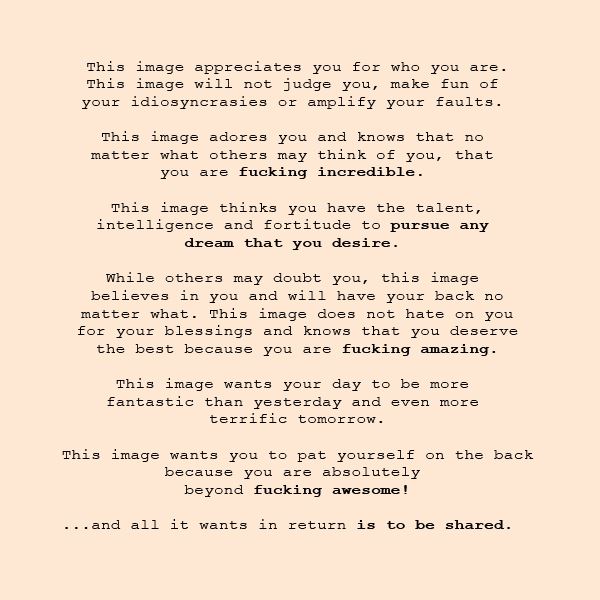 This image appreciates you for who you are.
This image will not judge you, make fun of
your idiosyncrasies or amplify your faults.
This image adores you and knows that no
matter what others may think of you, that
you are fucking incredible.
This image thinks you have the talent,
intelligence and fortitude to pursue any
dream that you desire.
While others may doubt you, this image
believes in you and will have your back no
matter what. This image does not hate on you
for your blessings and knows that you deserve
the best because you are fucking amazing.
This image wants your day to be more
fantastic than yesterday and even more
terrific tomorrow.
This image wants you to pat yourself on the back
because you are absolutely
beyond fucking awesome!
...and all it wants in return is to be shared.